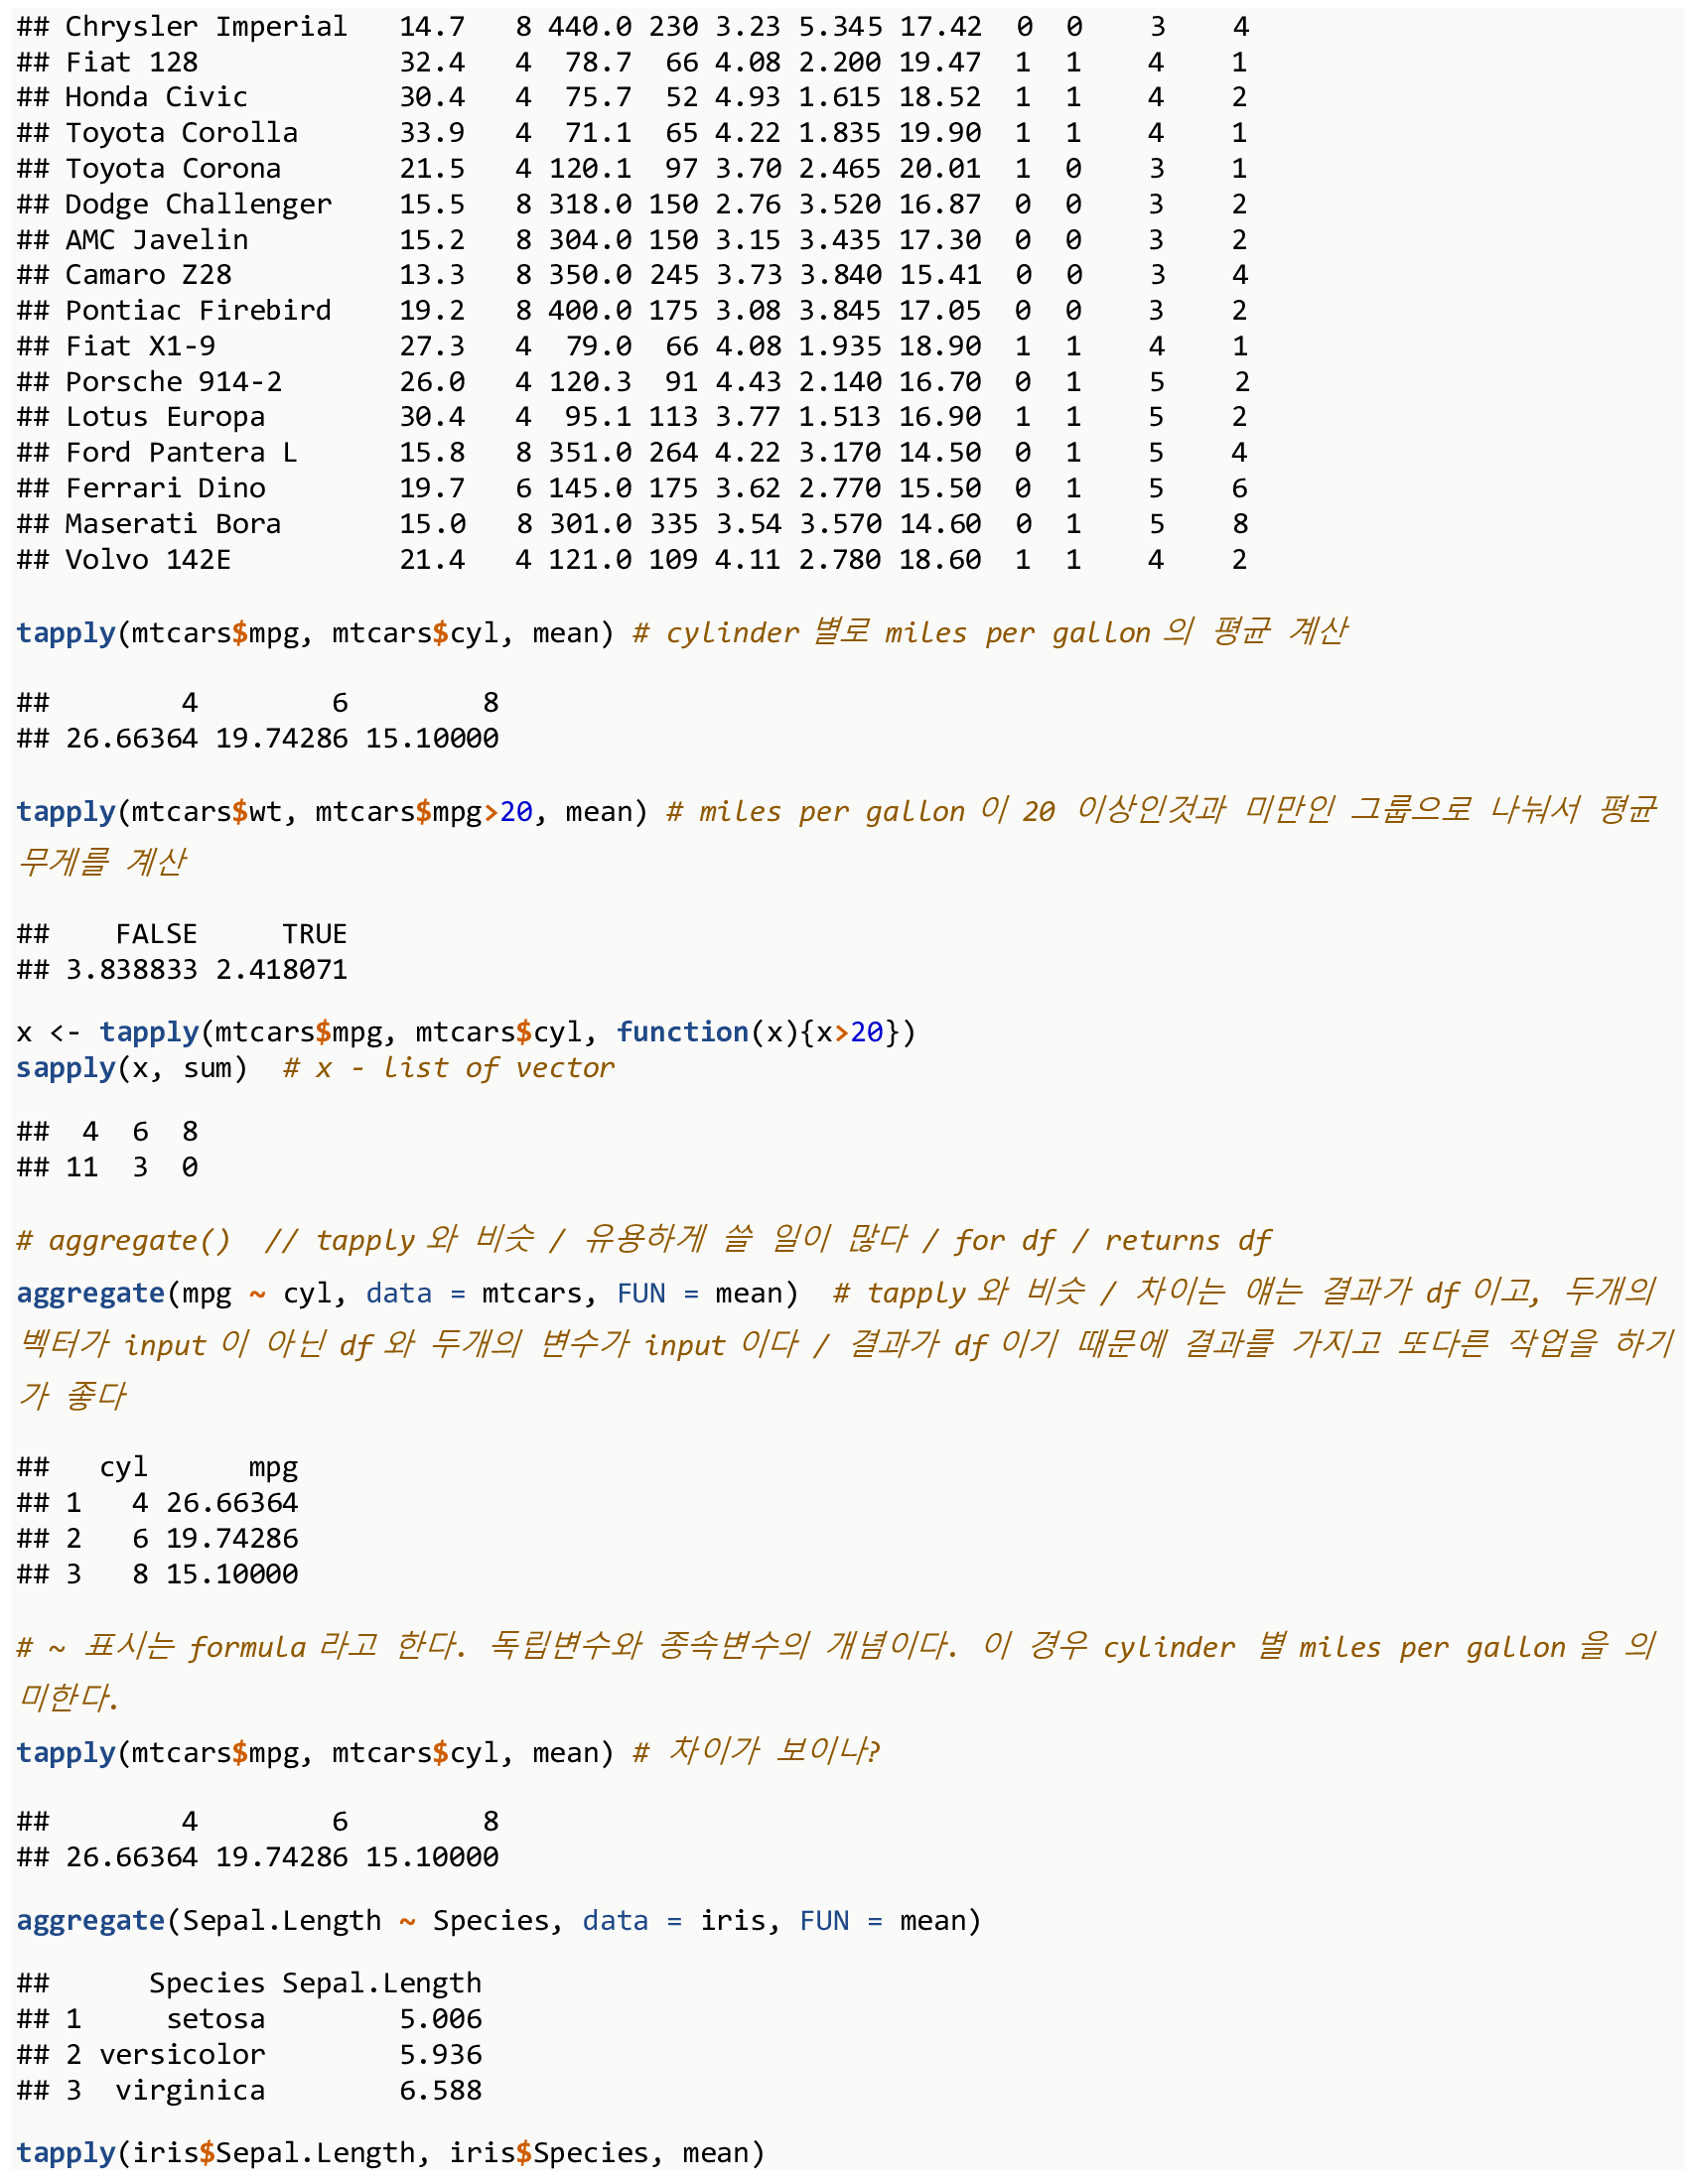 ## Chrysler Imperial   14.7   8 440.0 230 3.23 5.345 17.42  0  0    3    4
## Fiat 128            32.4   4  78.7  66 4.08 2.200 19.47  1  1    4    1
## Honda Civic         30.4   4  75.7  52 4.93 1.615 18.52  1  1    4    2
## Toyota Corolla      33.9   4  71.1  65 4.22 1.835 19.90  1  1    4    1
## Toyota Corona       21.5   4 120.1  97 3.70 2.465 20.01  1  0    3    1
## Dodge Challenger    15.5   8 318.0 150 2.76 3.520 16.87  0  0    3    2
## AMC Javelin         15.2   8 304.0 150 3.15 3.435 17.30  0  0    3    2
## Camaro Z28          13.3   8 350.0 245 3.73 3.840 15.41  0  0    3    4
## Pontiac Firebird    19.2   8 400.0 175 3.08 3.845 17.05  0  0    3    2
## Fiat X1-9           27.3   4  79.0  66 4.08 1.935 18.90  1  1    4    1
## Porsche 914-2       26.0   4 120.3  91 4.43 2.140 16.70  0  1    5    2
## Lotus Europa        30.4   4  95.1 113 3.77 1.513 16.90  1  1    5    2
## Ford Pantera L      15.8   8 351.0 264 4.22 3.170 14.50  0  1    5    4
## Ferrari Dino        19.7   6 145.0 175 3.62 2.770 15.50  0  1    5    6
## Maserati Bora       15.0   8 301.0 335 3.54 3.570 14.60  0  1    5    8
## Volvo 142E          21.4   4 121.0 109 4.11 2.780 18.60  1  1    4    2
tapply(mtcars$mpg, mtcars$cyl, mean) # cylinder 별로 miles per gallon 의 평균 계산
##        4        6        8
## 26.66364 19.74286 15.10000
tapply(mtcars$wt, mtcars$mpg>20, mean) # miles per gallon 이 20 이상인것과 미만인 그룹으로 나눠서 평균
무게를 계산
##    FALSE     TRUE
## 3.838833 2.418071
x <- tapply(mtcars$mpg, mtcars$cyl, function(x){x>20})
sapply(x, sum)  # x - list of vector
##  4  6  8
## 11  3  0
# aggregate()  // tapply 와 비슷 / 유용하게 쓸 일이 많다 / for df / returns df
aggregate(mpg ~ cyl, data = mtcars, FUN = mean)  # tapply 와 비슷 / 차이는 얘는 결과가 df 이고, 두개의
벡터가 input 이 아닌 df 와 두개의 변수가 input 이다 / 결과가 df 이기 때문에 결과를 가지고 또다른 작업을 하기
가 좋다
##   cyl      mpg
## 1   4 26.66364
## 2   6 19.74286
## 3   8 15.10000
# ~ 표시는 formula 라고 한다. 독립변수와 종속변수의 개념이다. 이 경우 cylinder 별 miles per gallon 을 의
미한다.
tapply(mtcars$mpg, mtcars$cyl, mean) # 차이가 보이나?
##        4        6        8
## 26.66364 19.74286 15.10000
aggregate(Sepal.Length ~ Species, data = iris, FUN = mean)
##      Species Sepal.Length
## 1     setosa        5.006
## 2 versicolor        5.936
## 3  virginica        6.588
tapply(iris$Sepal.Length, iris$Species, mean)